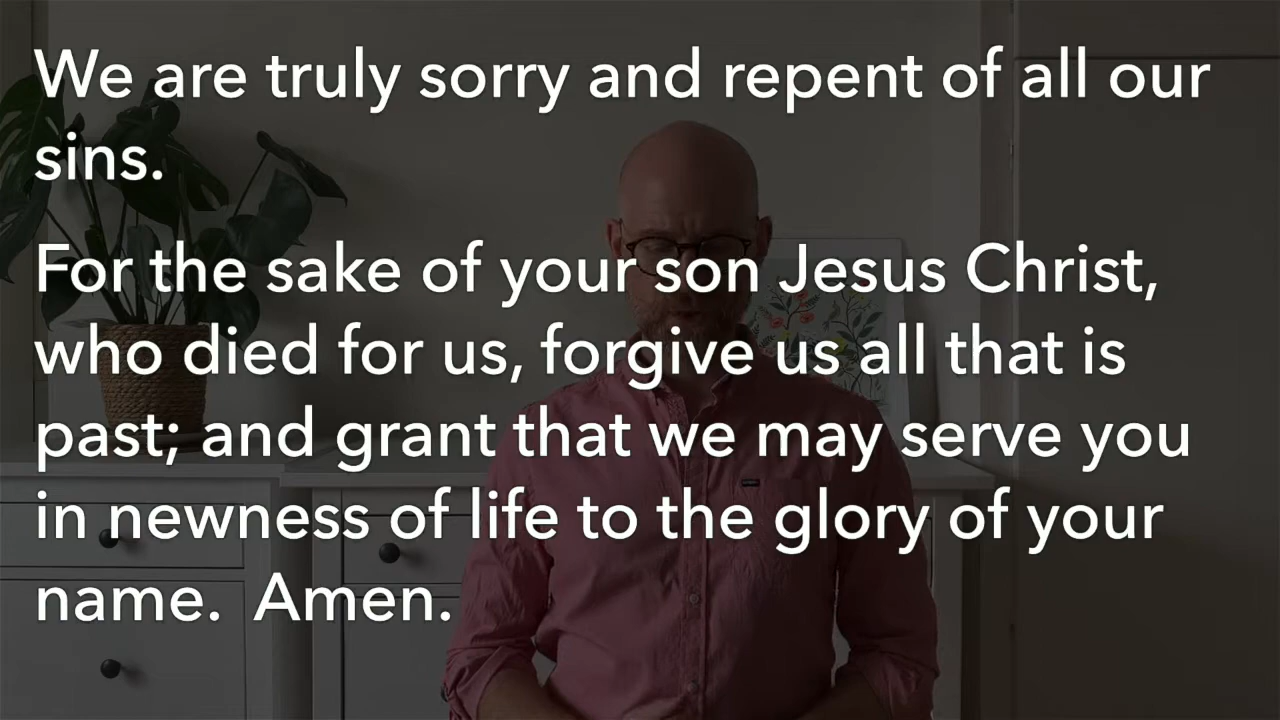 We are truly sorry and repent of all our
sins.
For the sake of your son Jesus Christ,
who died for us, forgive us all that is
past; and grant that we may serve you
in newness of life to the glory of your
name.  Amen.